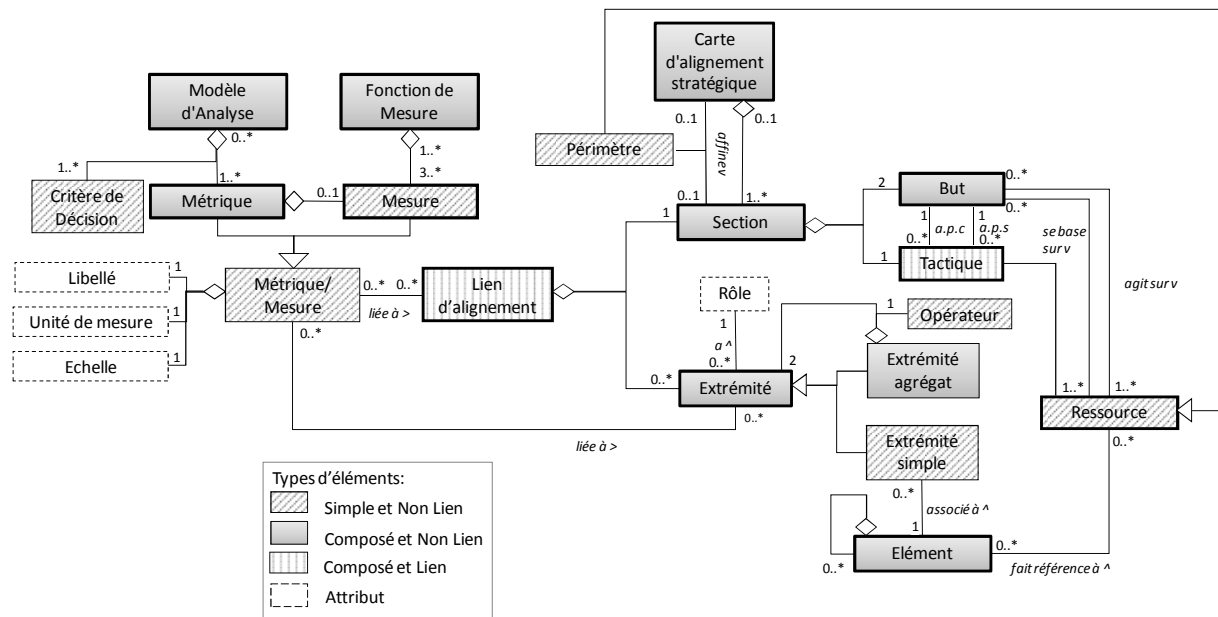 Carte
d'alignement
stratégique
Modèle
d'Analyse
Fonction de
Mesure
0..*
1..*
0..1
0..1
affine v
Périmètre
1..*
1..*
3..*
Critère de
Décision
Métrique
0..1
Mesure
0..1
1..*
1
Section
2
But
0..*
0..*
1
a.p.c
1
a.p.s
0..*
0..*
1
Tactique
se base
sur v
agit sur v
Libellé
1
Unité de mesure
1
Echelle
1
Métrique/
Mesure
0..*
0..*
liée à >
0..*
Lien
d'alignement
Rôle
1
a ^
0..*
1
Opérateur
0..*
Extrémité
2
0..*
Extrémité
agrégat
1..*
1..*
Ressource
0..*
liée à >
Extrémité
simple
0..*
associé à ^
1
Elément
0..*
0..*
fait référence à ^
Types d'éléments:
Simple et Non Lien
Composé et Non Lien
Composé et Lien
Attribut